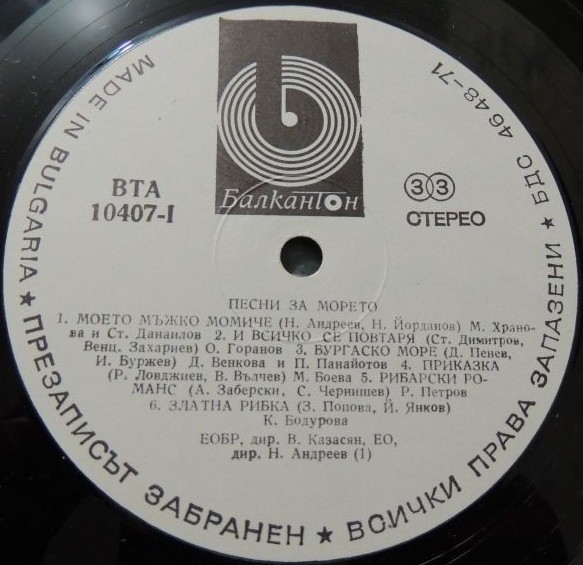 БалканТон
ВТА
10407-I
33
СТЕРЕО
ПЕСНИ ЗА МОРЕТО
1. МОЕТО МЪЖКО МОМИЧЕ (Н. Андреев, Н. Йорданов) М. Храно-
ва и Ст. Данаилов 2. И ВСИЧКО СЕ ПОВТАРЯ (Ст. Димитров,
Венц. Захариев) О. Горанов 3. БУРГАСКО МОРЕ (Д. Пенев,
И. Буржев) Д. Венкова и П. Панайотов 4. ПРИКАЗКА
(Р. Ловджиев, В. Вълчев) М. Боева 5. РИБАРСКИ РО-
МАНС (А. Заберски, С. Чернишев) Р. Петров
6. ЗЛАТНА РИБКА (З. Попова, Й. Янков)
К. Бодурова
ЕОБР, дир. В. Казасян, ЕО,
дир. Н. Андреев (1)
MADE IN BULGARIA ★ ПРЕЗАПИСЪТ ЗАБРАНЕН ★ ВСИЧКИ ПРАВА ЗАПАЗЕНИ ★ БДС 4648-71